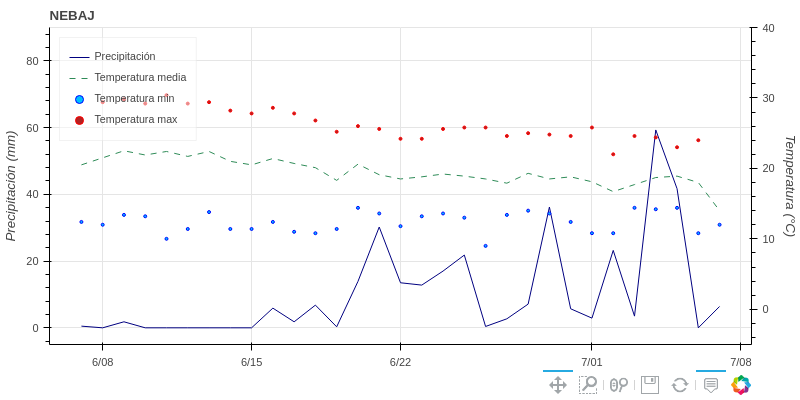 NEBAJ
Precipitación
Temperatura media
Temperatura min
Temperatura max
80
60
40
20
0
Precipitación (mm)
40
30
20
10
0
Temperatura (°C)
6/08
6/15
6/22
7/01
7/08